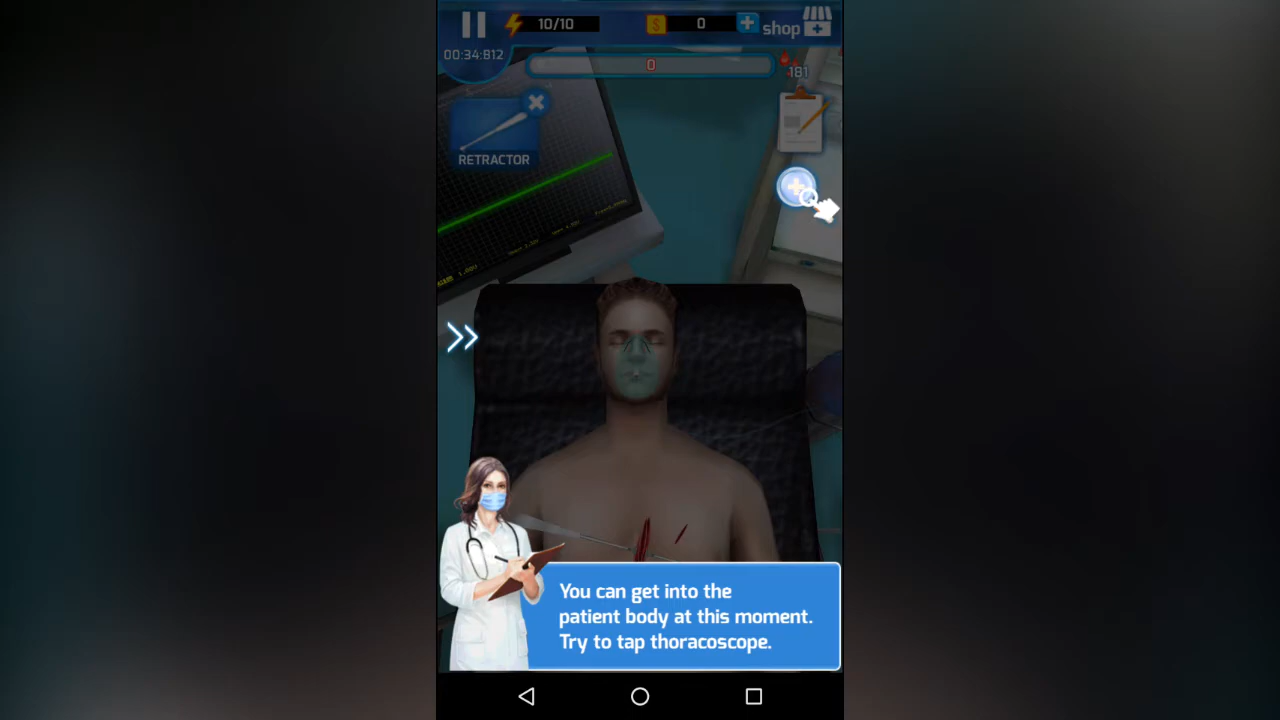 10/10
0
shop
00:34:812
0
181
RETRACTOR
You can get into the
patient body at this moment.
Try to tap thoracoscope.